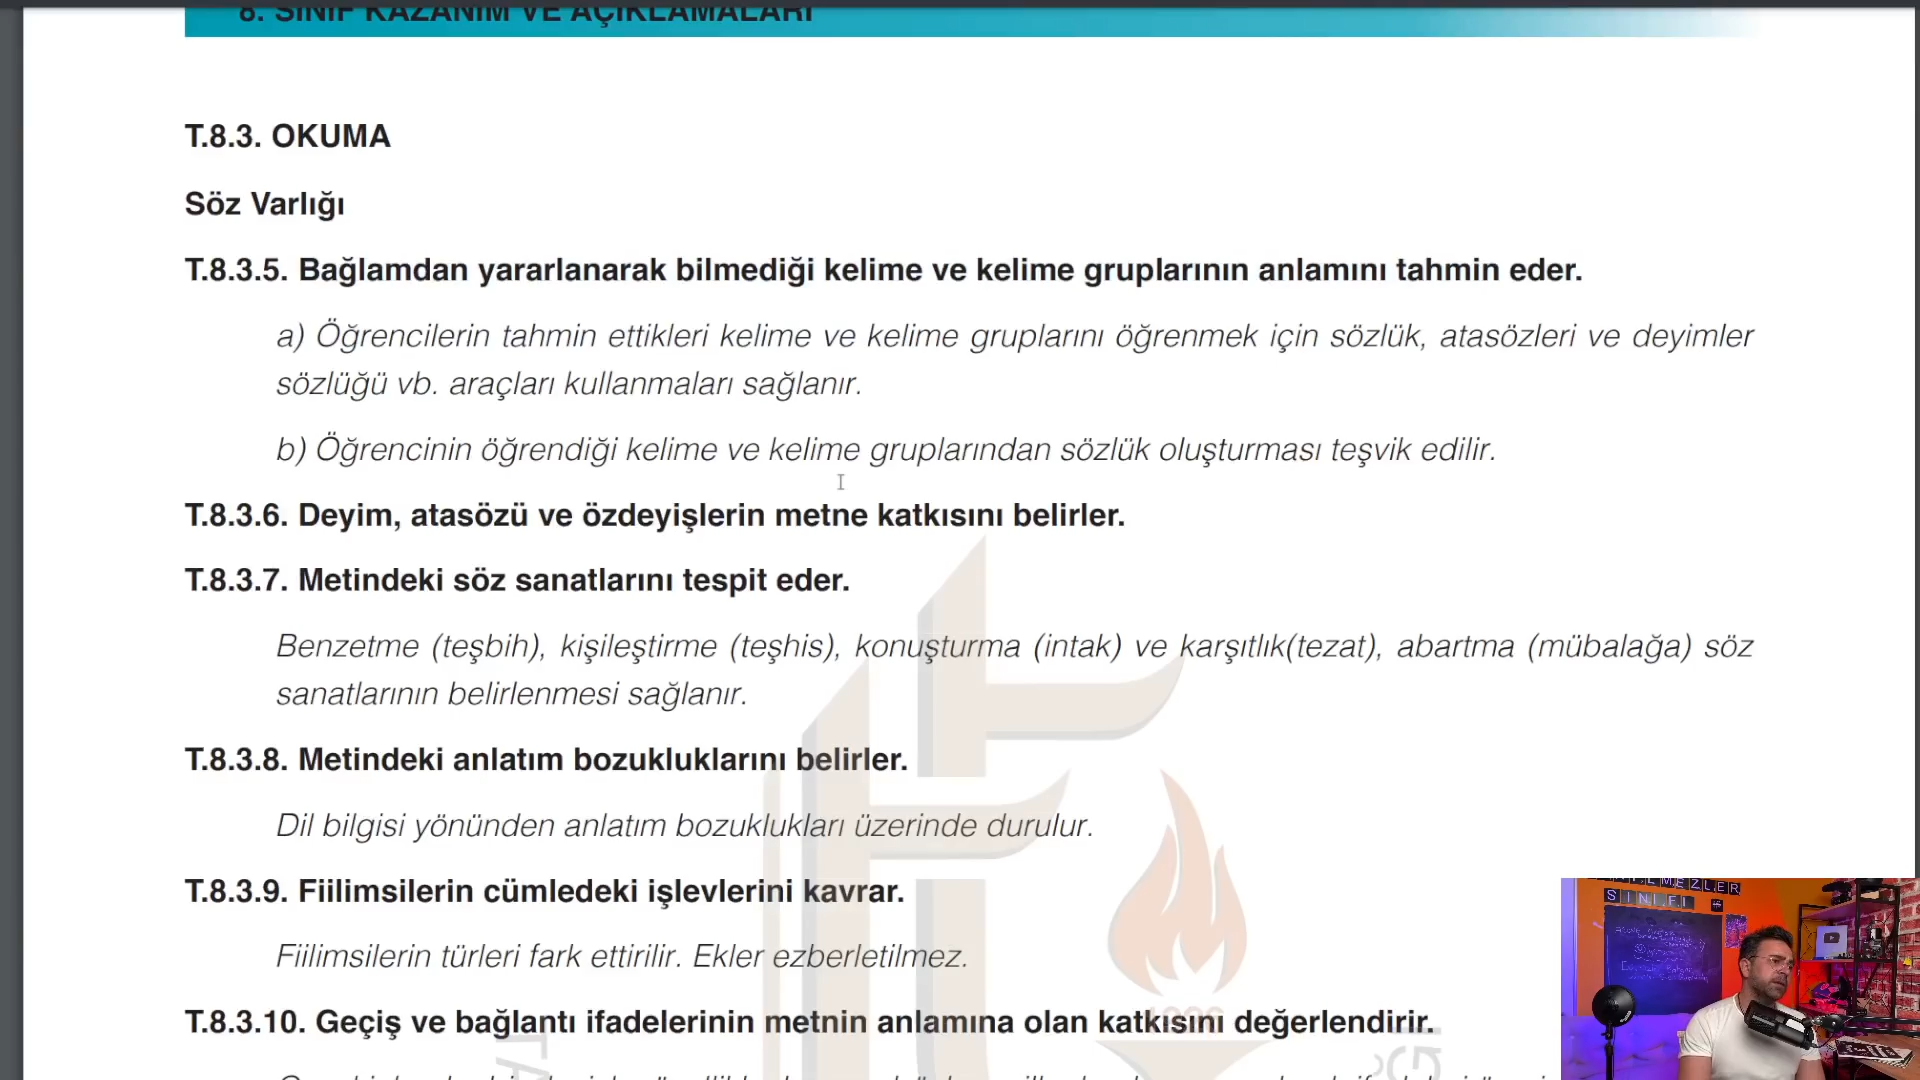 8. SINIF KAZANIM VE AÇIKLAMALARI
T.8.3. OKUMA
Söz Varlığı
T.8.3.5. Bağlamdan yararlanarak bilmediği kelime ve kelime gruplarının anlamını tahmin eder.
a) Öğrencilerin tahmin ettikleri kelime ve kelime gruplarını öğrenmek için sözlük, atasözleri ve deyimler
sözlüğü vb. araçları kullanmaları sağlanır.
b) Öğrencinin öğrendiği kelime ve kelime gruplarından sözlük oluşturması teşvik edilir.
T.8.3.6. Deyim, atasözü ve özdeyişlerin metne katkısını belirler.
T.8.3.7. Metindeki söz sanatlarını tespit eder.
Benzetme (teşbih), kişileştirme (teşhis), konuşturma (intak) ve karşıtlık(tezat), abartma (mübalağa) söz
sanatlarının belirlenmesi sağlanır.
T.8.3.8. Metindeki anlatım bozukluklarını belirler.
Dil bilgisi yönünden anlatım bozuklukları üzerinde durulur.
T.8.3.9. Fiilimsilerin cümledeki işlevlerini kavrar.
Fiilimsilerin türleri fark ettirilir. Ekler ezberletilmez.
T.8.3.10. Geçiş ve bağlantı ifadelerinin metnin anlamına olan katkısını değerlendirir.
1926
SINIFI